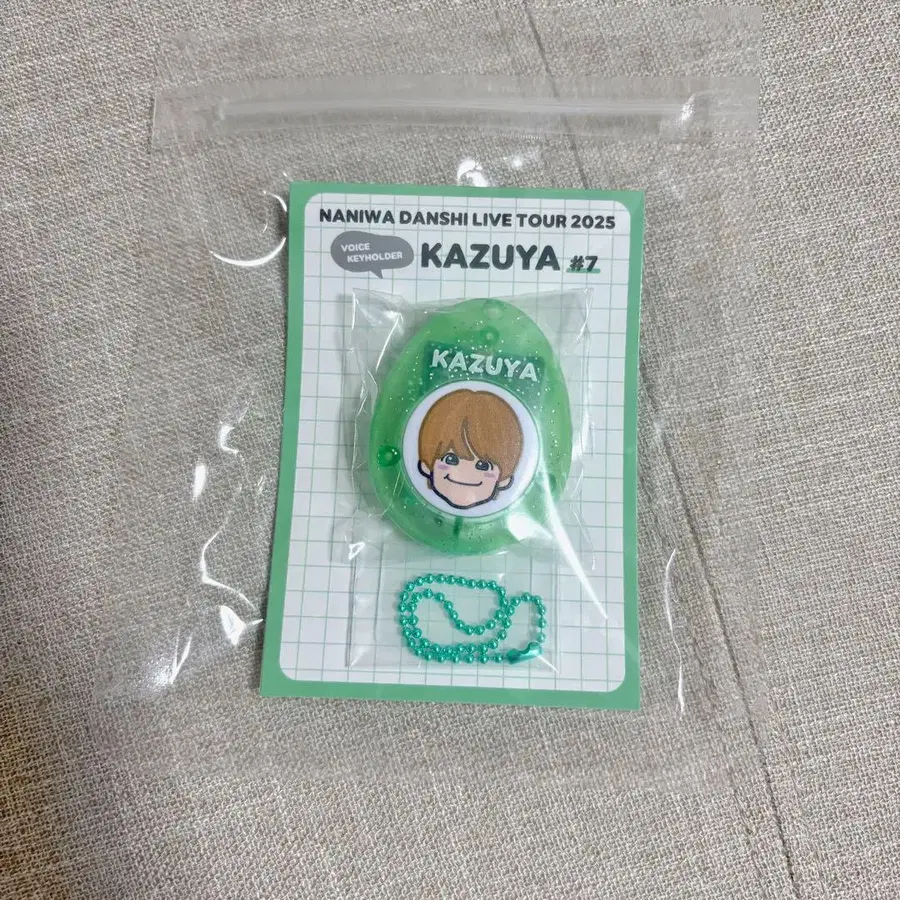 NANIWA DANSHI LIVE TOUR 2025
VOICE
KEYHOLDER
KAZUYA #7
KAZUYA